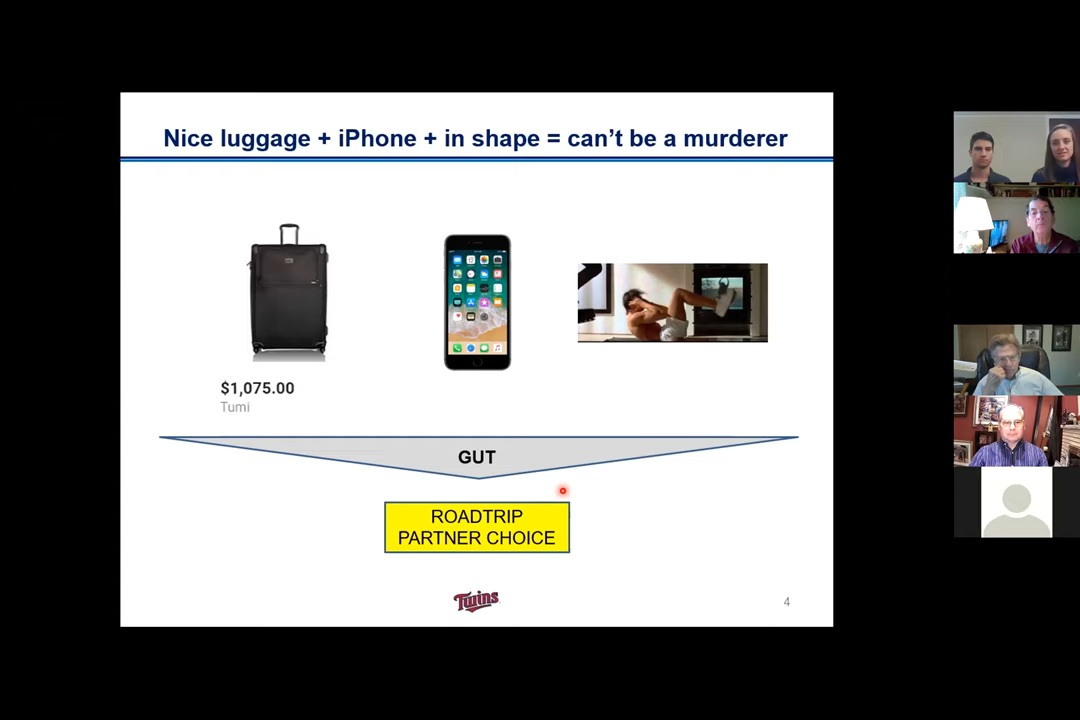 Nice luggage + iPhone + in shape = can't be a murderer
$1,075.00
Tumi
GUT
ROADTRIP
PARTNER CHOICE
Twins
4